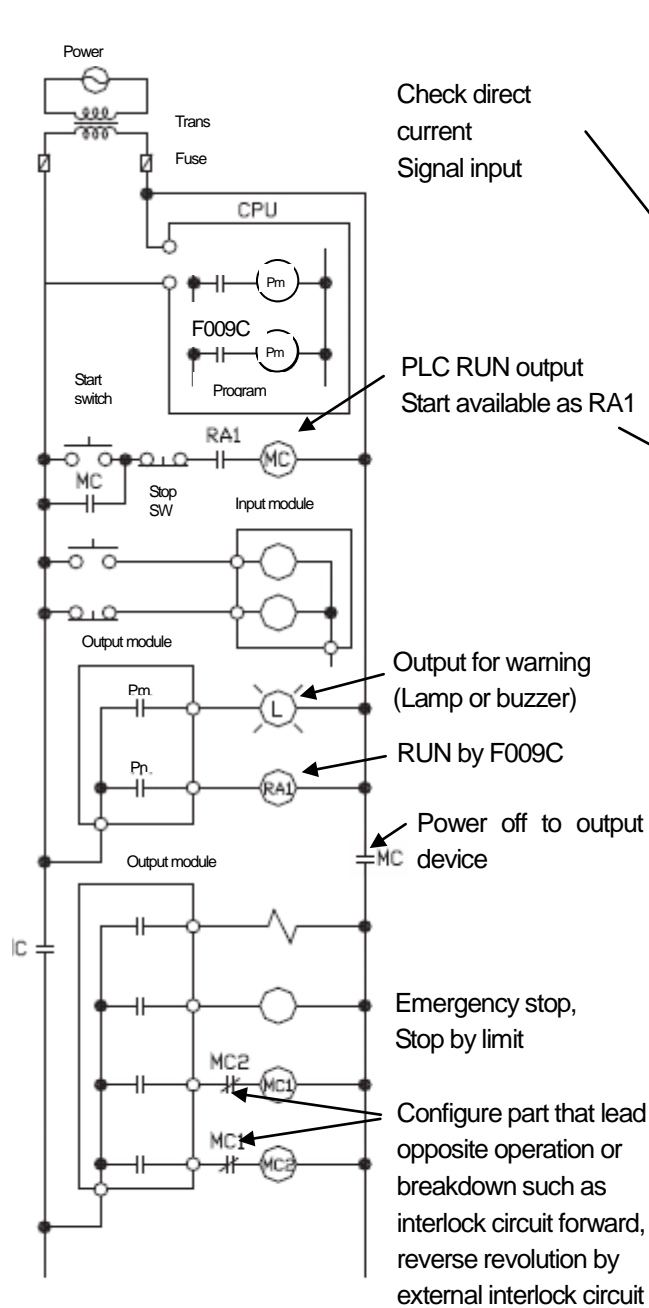 Power
Trans
Fuse
Check direct
current
Signal input
CPU
Pm
F009C
Pm
Program
Start
switch
PLC RUN output
Start available as RA1
RA1
MC
MC
Stop
SW
Input module
Output module
Output for warning
(Lamp or buzzer)
Pm
L
RUN by F009C
Pn
RA1
Power off to output
device
MC
Output module
Emergency stop,
Stop by limit
MC2
MC1
Configure part that lead
opposite operation or
breakdown such as
interlock circuit forward,
reverse revolution by
external interlock circuit
MC1
MC2